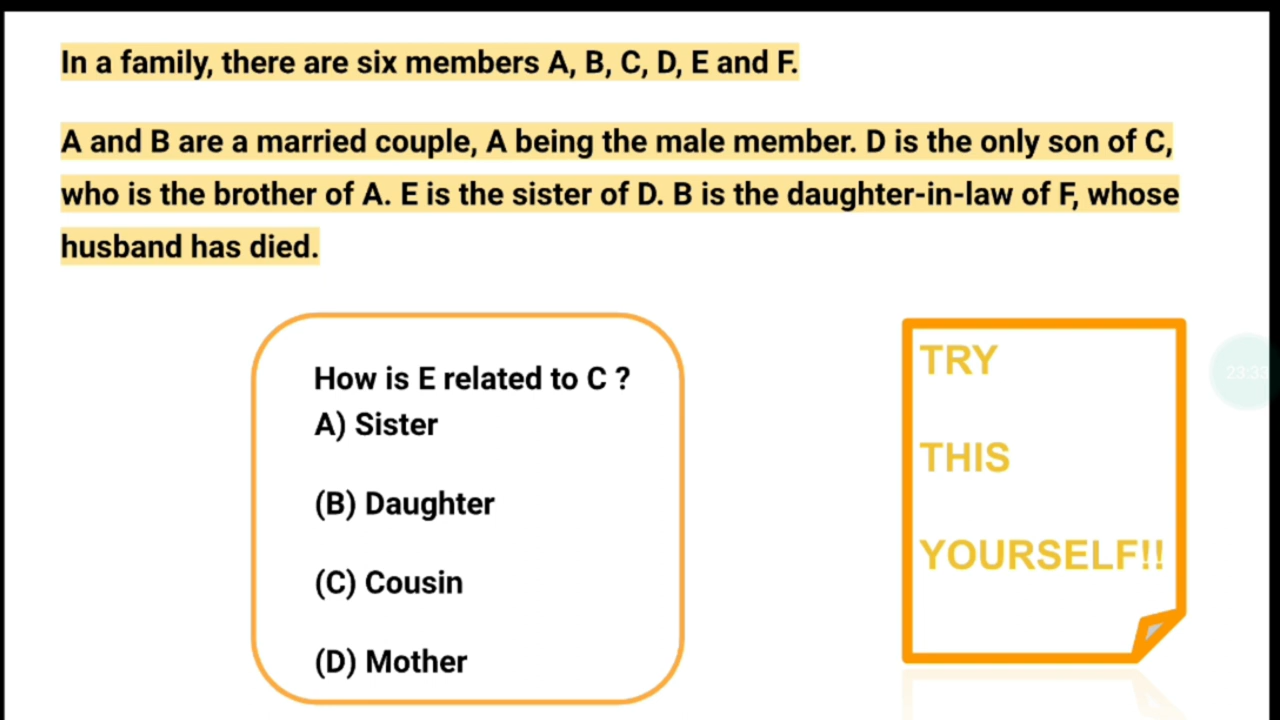 In a family, there are six members A, B, C, D, E and F.
A and B are a married couple, A being the male member. D is the only son of C,
who is the brother of A. E is the sister of D. B is the daughter-in-law of F, whose
husband has died.
How is E related to C ?
A) Sister
(B) Daughter
(C) Cousin
(D) Mother
TRY
THIS
YOURSELF!!
23:33